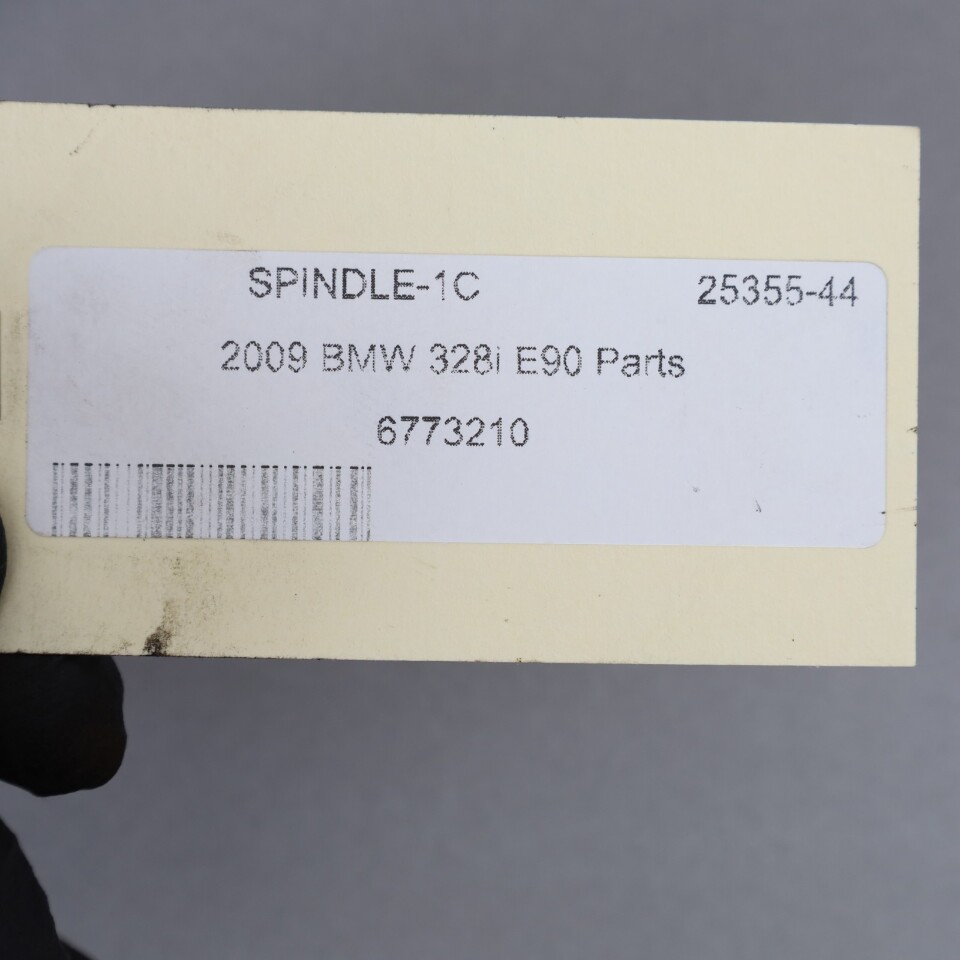 SPINDLE-1C 25355-44
2009 BMW 328i E90 Parts
6773210